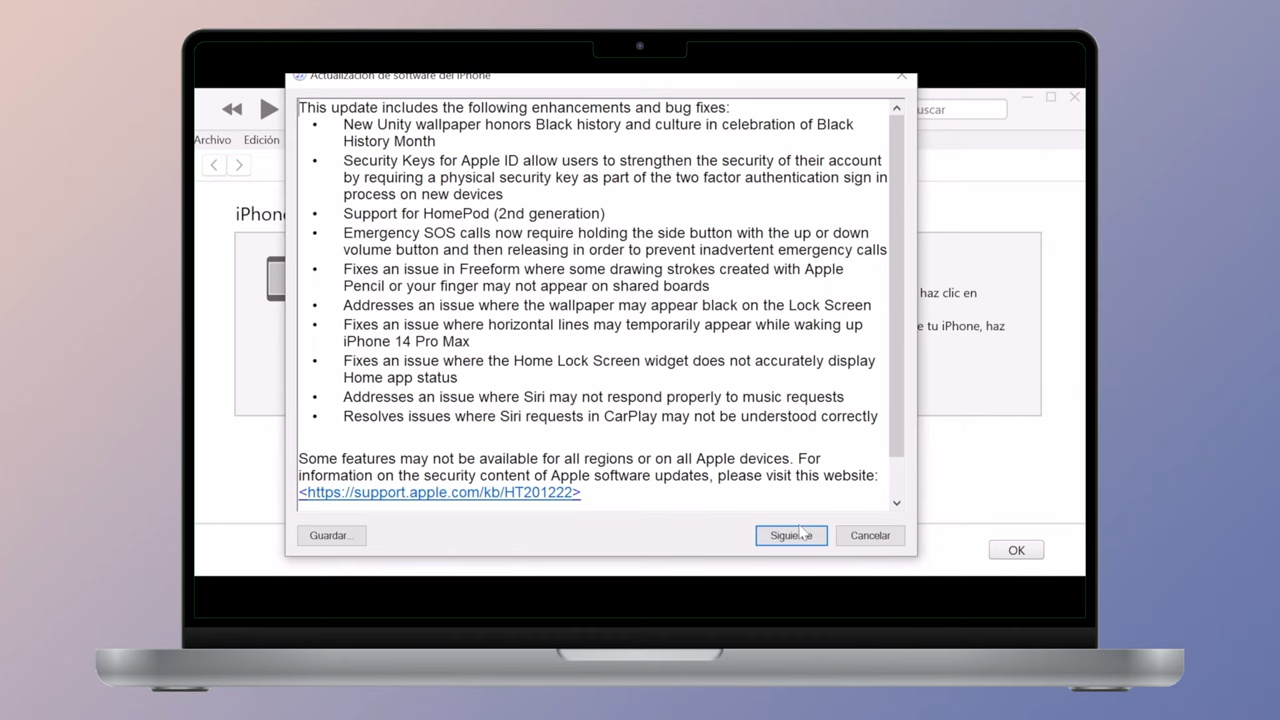 Actualización de software del iPhone
uscar
Archivo Edición
This update includes the following enhancements and bug fixes:
• New Unity wallpaper honors Black history and culture in celebration of Black
History Month
• Security Keys for Apple ID allow users to strengthen the security of their account
by requiring a physical security key as part of the two factor authentication sign in
process on new devices
• Support for HomePod (2nd generation)
• Emergency SOS calls now require holding the side button with the up or down
volume button and then releasing in order to prevent inadvertent emergency calls
• Fixes an issue in Freeform where some drawing strokes created with Apple
Pencil or your finger may not appear on shared boards
• Addresses an issue where the wallpaper may appear black on the Lock Screen
• Fixes an issue where horizontal lines may temporarily appear while waking up
iPhone 14 Pro Max
• Fixes an issue where the Home Lock Screen widget does not accurately display
Home app status
• Addresses an issue where Siri may not respond properly to music requests
• Resolves issues where Siri requests in CarPlay may not be understood correctly
Some features may not be available for all regions or on all Apple devices. For
information on the security content of Apple software updates, please visit this website:
<https://support.apple.com/kb/HT201222>
Guardar... Siguiente Cancelar
iPhone
haz clic en
e tu iPhone, haz
OK